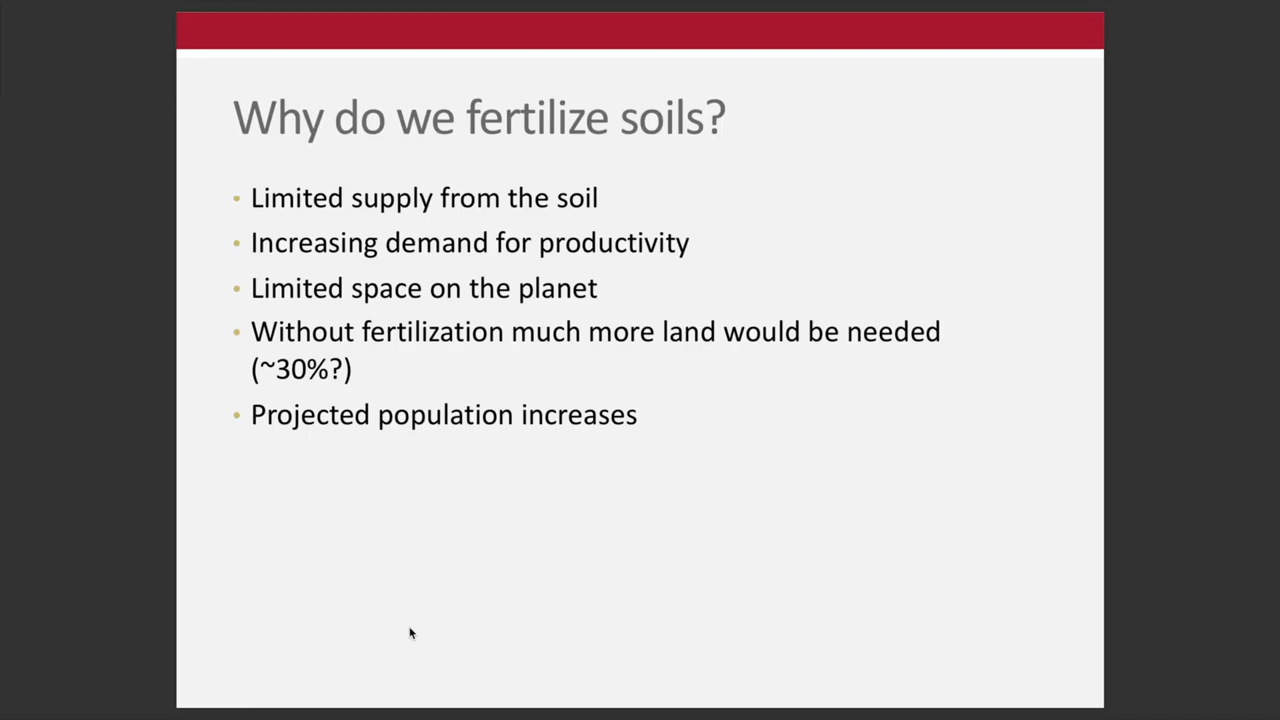 Why do we fertilize soils?
• Limited supply from the soil
• Increasing demand for productivity
• Limited space on the planet
• Without fertilization much more land would be needed
(~30%?)
• Projected population increases